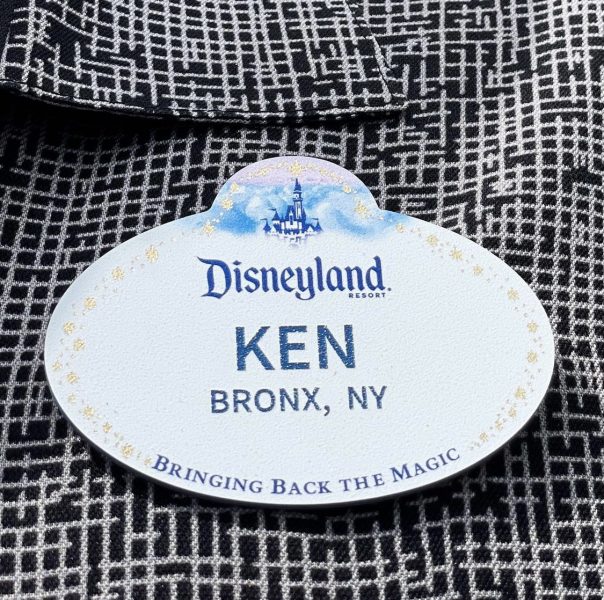 Disneyland
RESORT
KEN
BRONX, NY
BRINGING BACK THE MAGIC